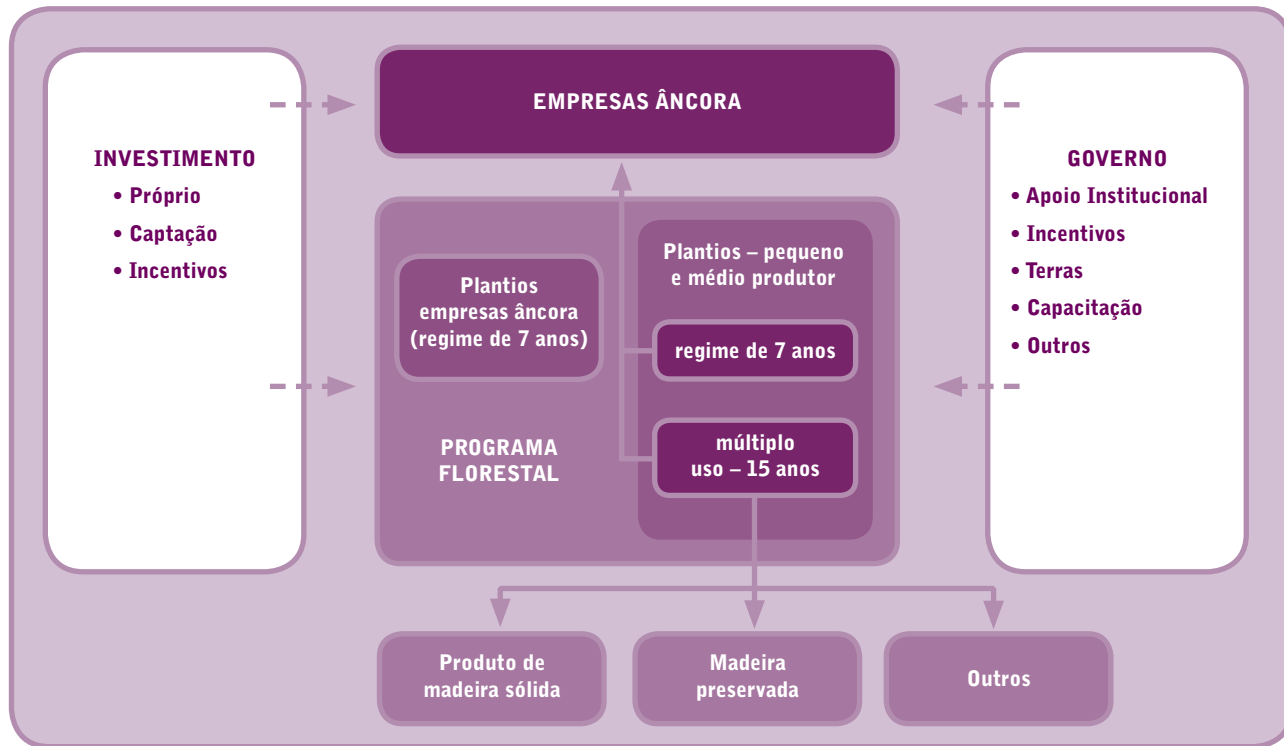 EMPRESAS ÂNCORA
INVESTIMENTO
• Próprio
• Captação
• Incentivos
GOVERNO
• Apoio Institucional
• Incentivos
• Terras
• Capacitação
• Outros
Plantios
empresas âncora
(regime de 7 anos)
Plantios – pequeno
e médio produtor
regime de 7 anos
múltiplo
uso – 15 anos
PROGRAMA
FLORESTAL
Produto de
madeira sólida
Madeira
preservada
Outros